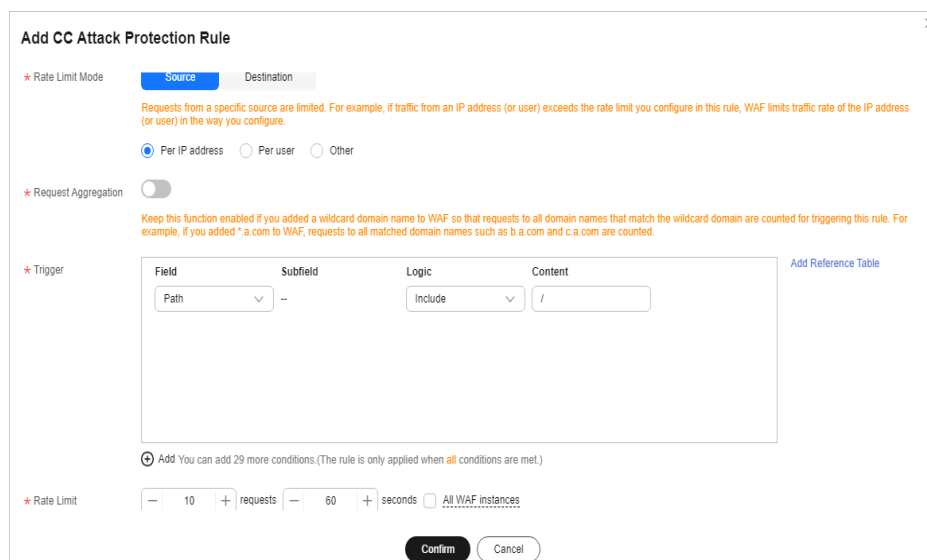 Add CC Attack Protection Rule
* Rate Limit Mode
Source Destination
Requests from a specific source are limited. For example, if traffic from an IP address (or user) exceeds the rate limit you configure in this rule, WAF limits traffic rate of the IP address
(or user) in the way you configure.
Per IP address Per user Other
* Request Aggregation
Keep this function enabled if you added a wildcard domain name to WAF so that requests to all domain names that match the wildcard domain are counted for triggering this rule. For
example, if you added *.a.com to WAF, requests to all matched domain names such as b.a.com and c.a.com are counted.
* Trigger
Field Subfield Logic Content
Add Reference Table
Path -- Include /
Add You can add 29 more conditions.(The rule is only applied when all conditions are met.)
* Rate Limit
10 requests 60 seconds All WAF instances
Confirm Cancel